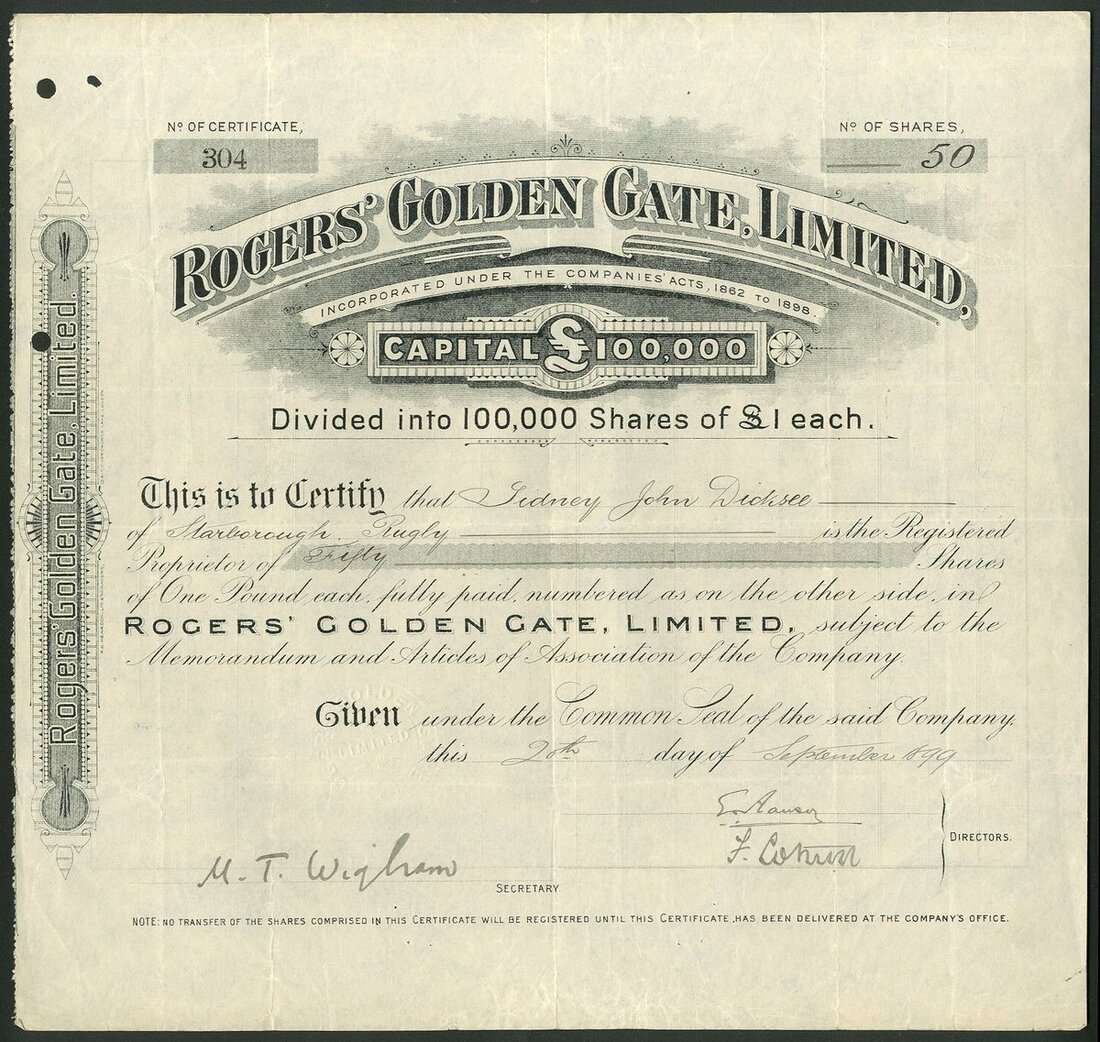 Nº OF CERTIFICATE,
304
Nº OF SHARES,
50
ROGERS' GOLDEN GATE, LIMITED,
INCORPORATED UNDER THE COMPANIES' ACTS, 1862 TO 1898.
CAPITAL £100,000
Divided into 100,000 Shares of £1 each.
This is to Certify that Sidney John Dicksee
of Starborough. Rugby is the Registered
Proprietor of Fifty Shares
of One Pound each, fully paid, numbered as on the other side, in
ROGERS' GOLDEN GATE, LIMITED, subject to the
Memorandum and Articles of Association of the Company.
Given under the Common Seal of the said Company,
this 20th day of September 1899
DIRECTORS.
M. T. Wigham
SECRETARY.
NOTE: NO TRANSFER OF THE SHARES COMPRISED IN THIS CERTIFICATE WILL BE REGISTERED UNTIL THIS CERTIFICATE, HAS BEEN DELIVERED AT THE COMPANY'S OFFICE.
Rogers' Golden Gate, Limited.